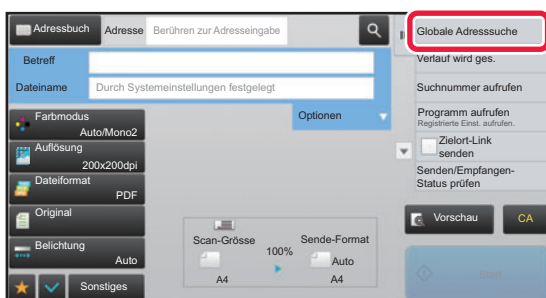 Adressbuch
Adresse
Berühren zur Adresseingabe
Betreff
Dateiname
Durch Systemeinstellungen festgelegt
Optionen
Farbmodus
Auto/Mono2
Auflösung
200x200dpi
Dateiformat
PDF
Original
Belichtung
Auto
Sonstiges
Scan-Grösse
A4
100%
Sende-Format
Auto
A4
Globale Adresssuche
Verlauf wird ges.
Suchnummer aufrufen
Programm aufrufen
Registrierte Einst. aufrufen.
Zielort-Link
senden
Senden/Empfangen-
Status prüfen
Vorschau
CA
Start